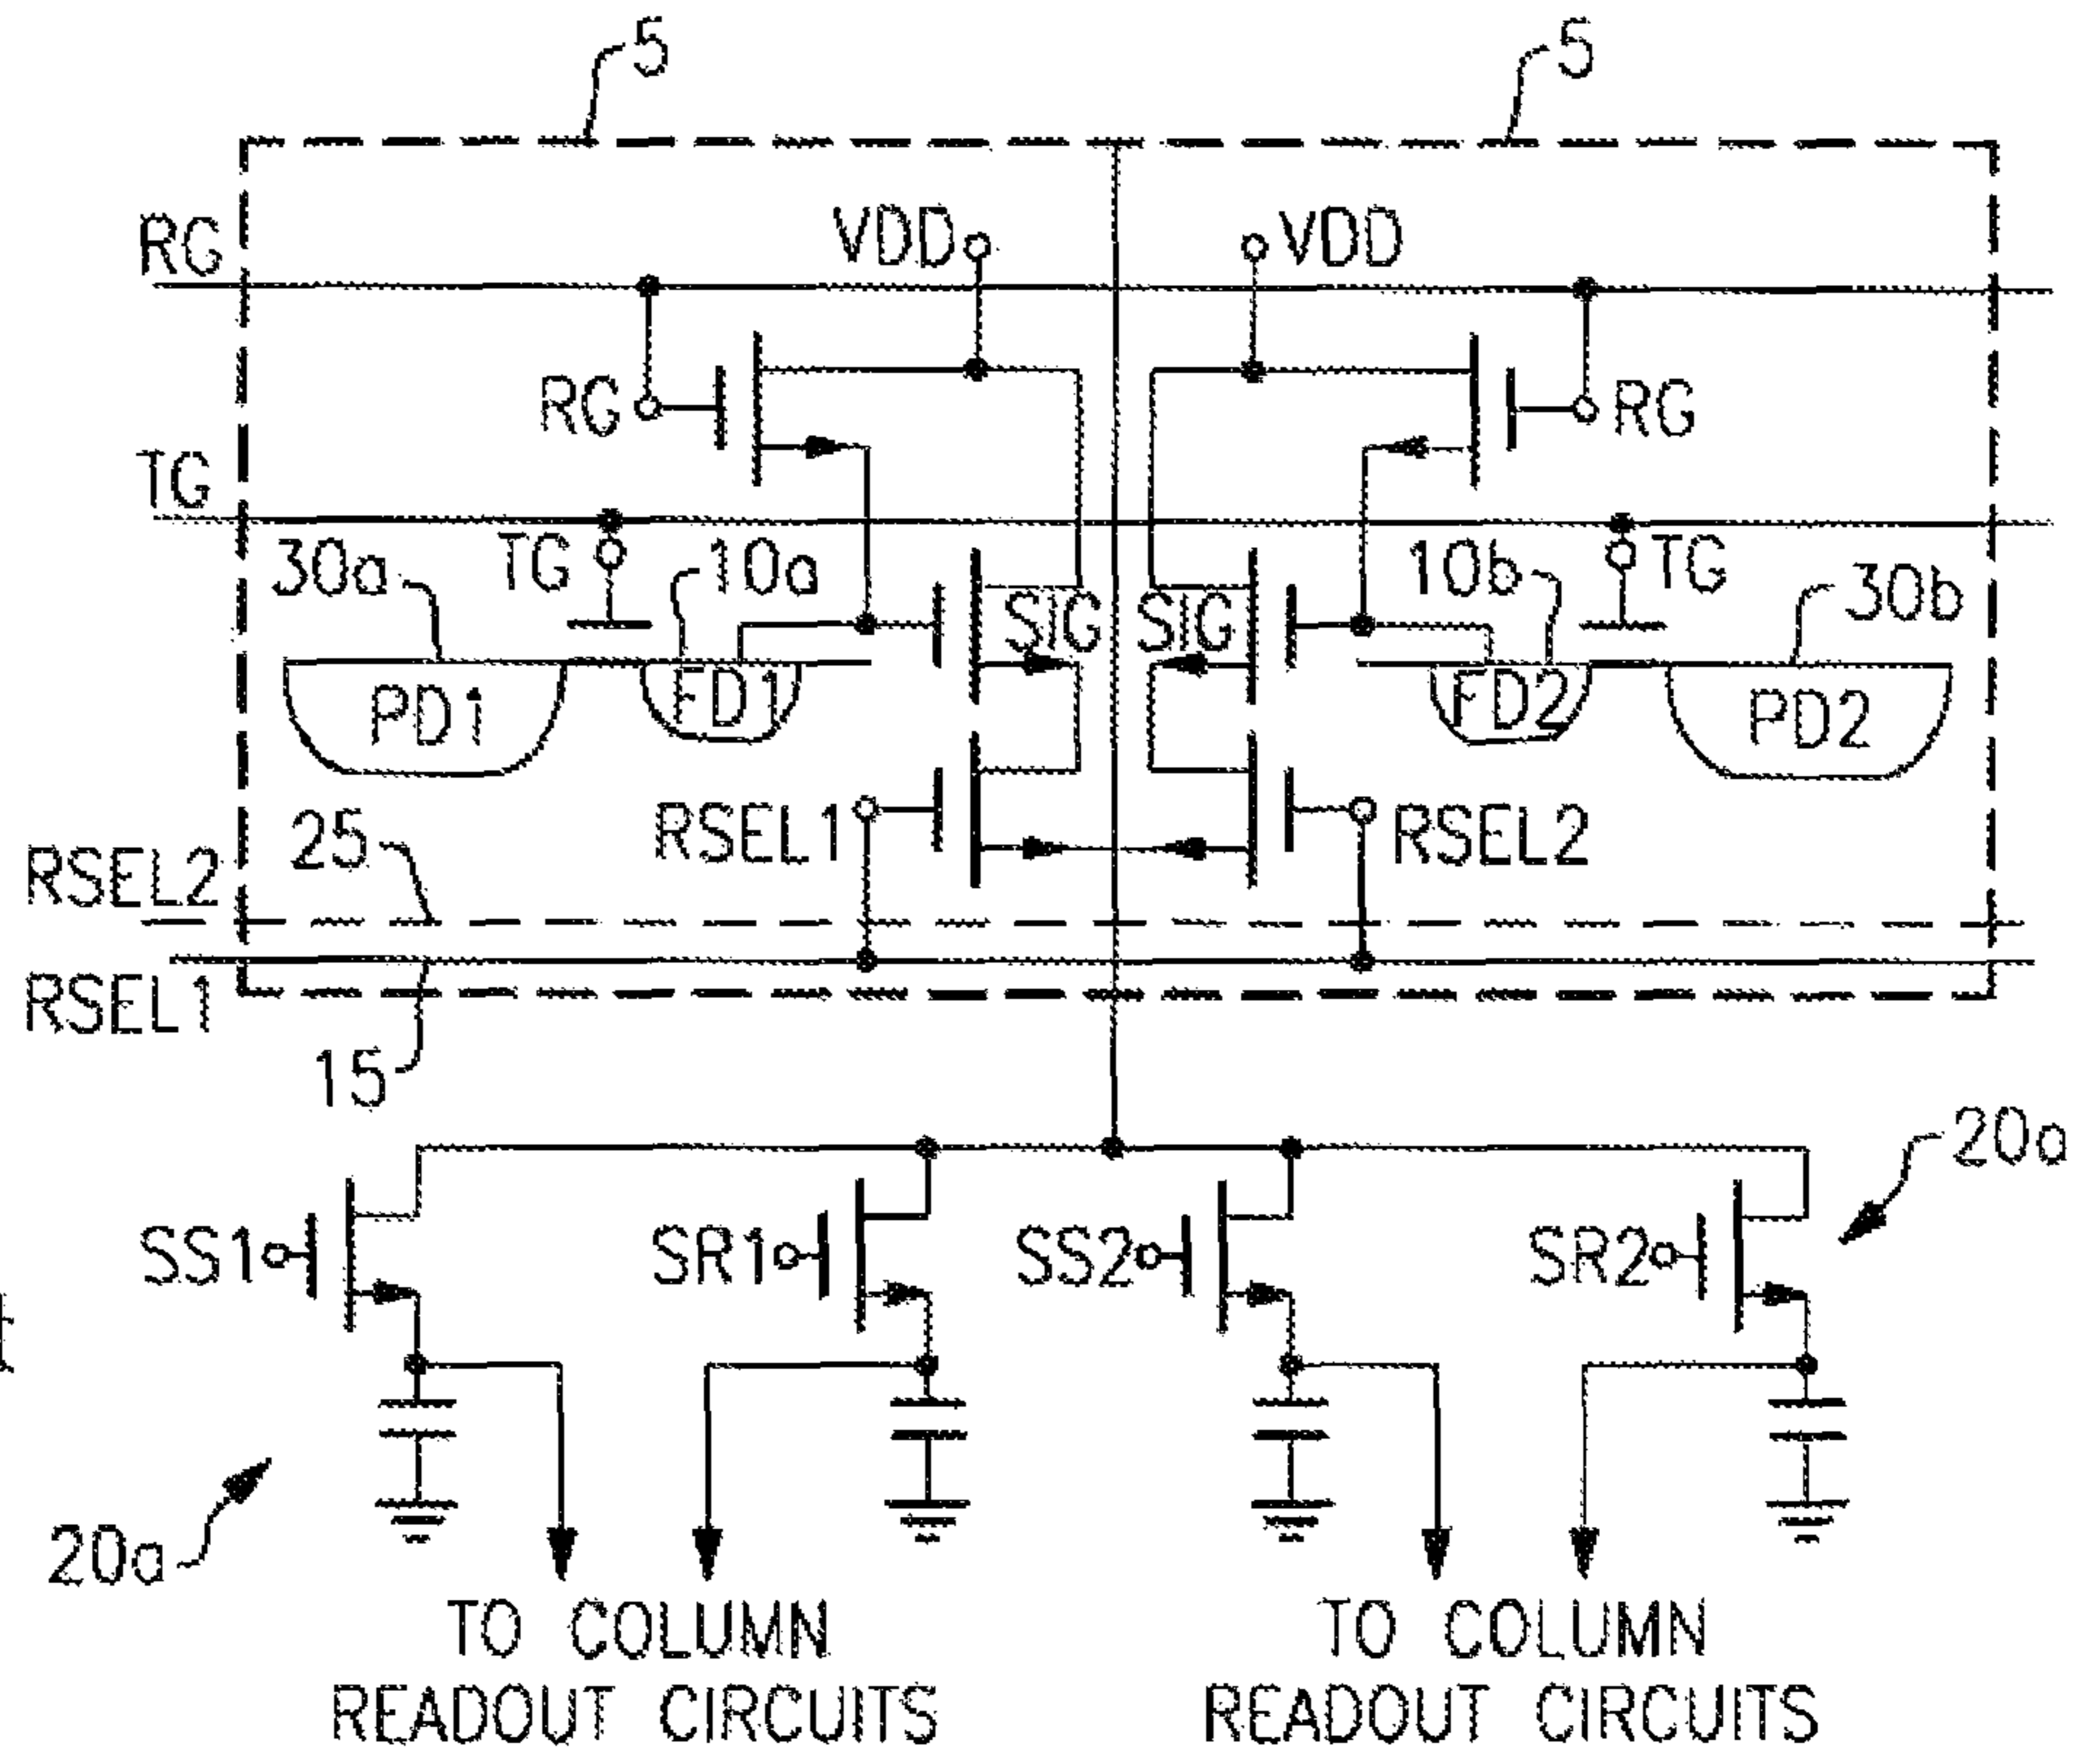 5
5
RG
VDD
VDD
RG
RG
TG
30a
TG
10a
SIG
SIG
10b
TG
30b
PD1
FD1
FD2
PD2
RSEL2
25
RSEL1
RSEL2
RSEL1
15
20a
SS1
SR1
SS2
SR2
20a
TO COLUMN
READOUT CIRCUITS
TO COLUMN
READOUT CIRCUITS